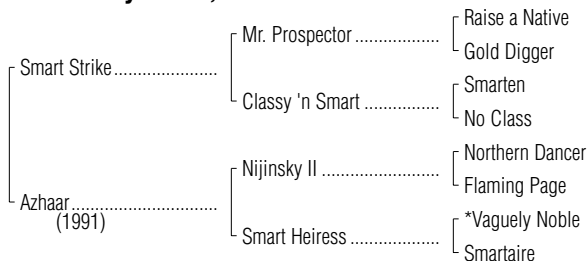 Raise a Native
Mr. Prospector ..................
Gold Digger
Smart Strike......................
Smarten
Classy 'n Smart ................
No Class
Northern Dancer
Nijinsky II .........................
Flaming Page
Azhaar...............................
(1991)
*Vaguely Noble
Smart Heiress ...................
Smartaire